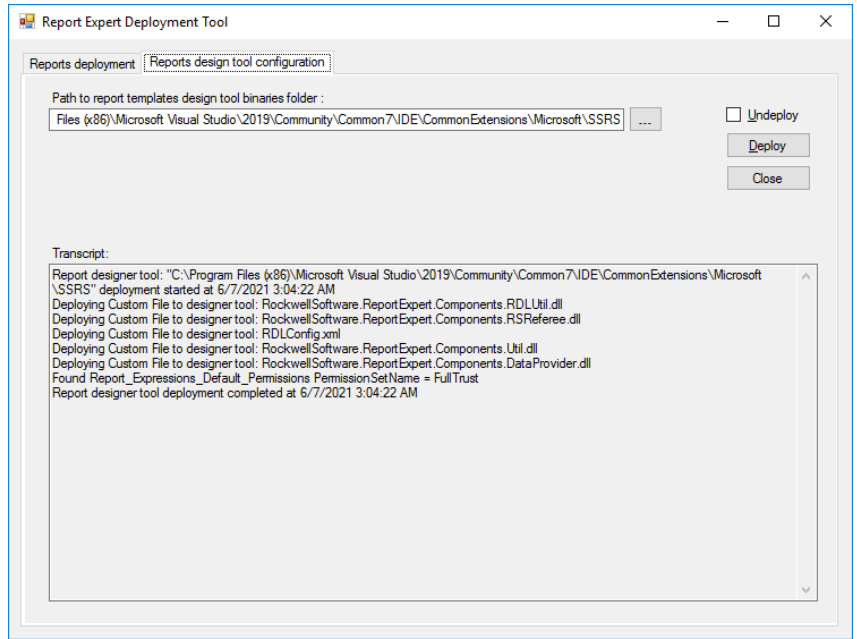 Report Expert Deployment Tool
Reports deployment
Reports design tool configuration
Path to report templates design tool binaries folder :
Files (x86)\Microsoft Visual Studio\2019\Community\Common7\IDE\CommonExtensions\Microsoft\SSRS
...
Undeploy
Deploy
Close
Transcript:
Report designer tool: "C:\Program Files (x86)\Microsoft Visual Studio\2019\Community\Common7\IDE\CommonExtensions\Microsoft
\SSRS" deployment started at 6/7/2021 3:04:22 AM
Deploying Custom File to designer tool: RockwellSoftware.ReportExpert.Components.RDLUtil.dll
Deploying Custom File to designer tool: RockwellSoftware.ReportExpert.Components.RSReferee.dll
Deploying Custom File to designer tool: RDLConfig.xml
Deploying Custom File to designer tool: RockwellSoftware.ReportExpert.Components.Util.dll
Deploying Custom File to designer tool: RockwellSoftware.ReportExpert.Components.DataProvider.dll
Found Report_Expressions_Default_Permissions PermissionSetName = FullTrust
Report designer tool deployment completed at 6/7/2021 3:04:22 AM